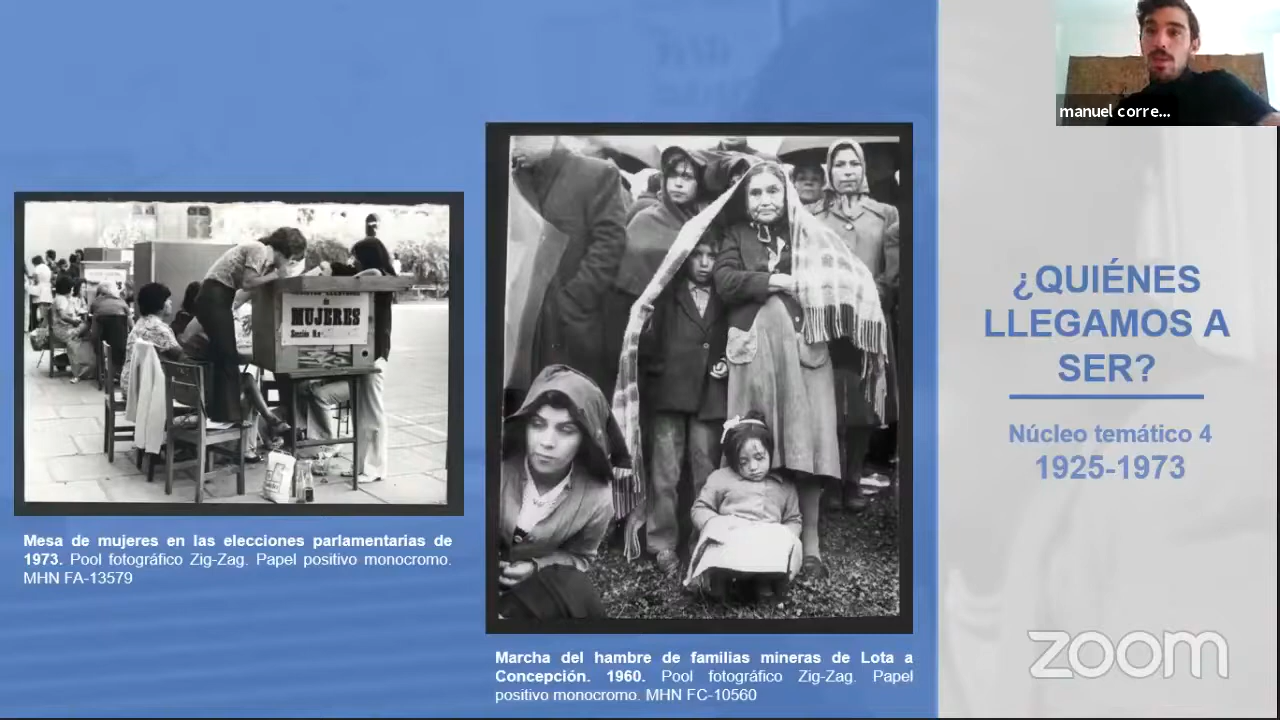 manuel corre...
MUJERES
Mesa de mujeres en las elecciones parlamentarias de
1973. Pool fotográfico Zig-Zag. Papel positivo monocromo.
MHN FA-13579
Marcha del hambre de familias mineras de Lota a
Concepción. 1960. Pool fotográfico Zig-Zag. Papel
positivo monocromo. MHN FC-10560
¿QUIÉNES
LLEGAMOS A
SER?
Núcleo temático 4
1925-1973
zoom